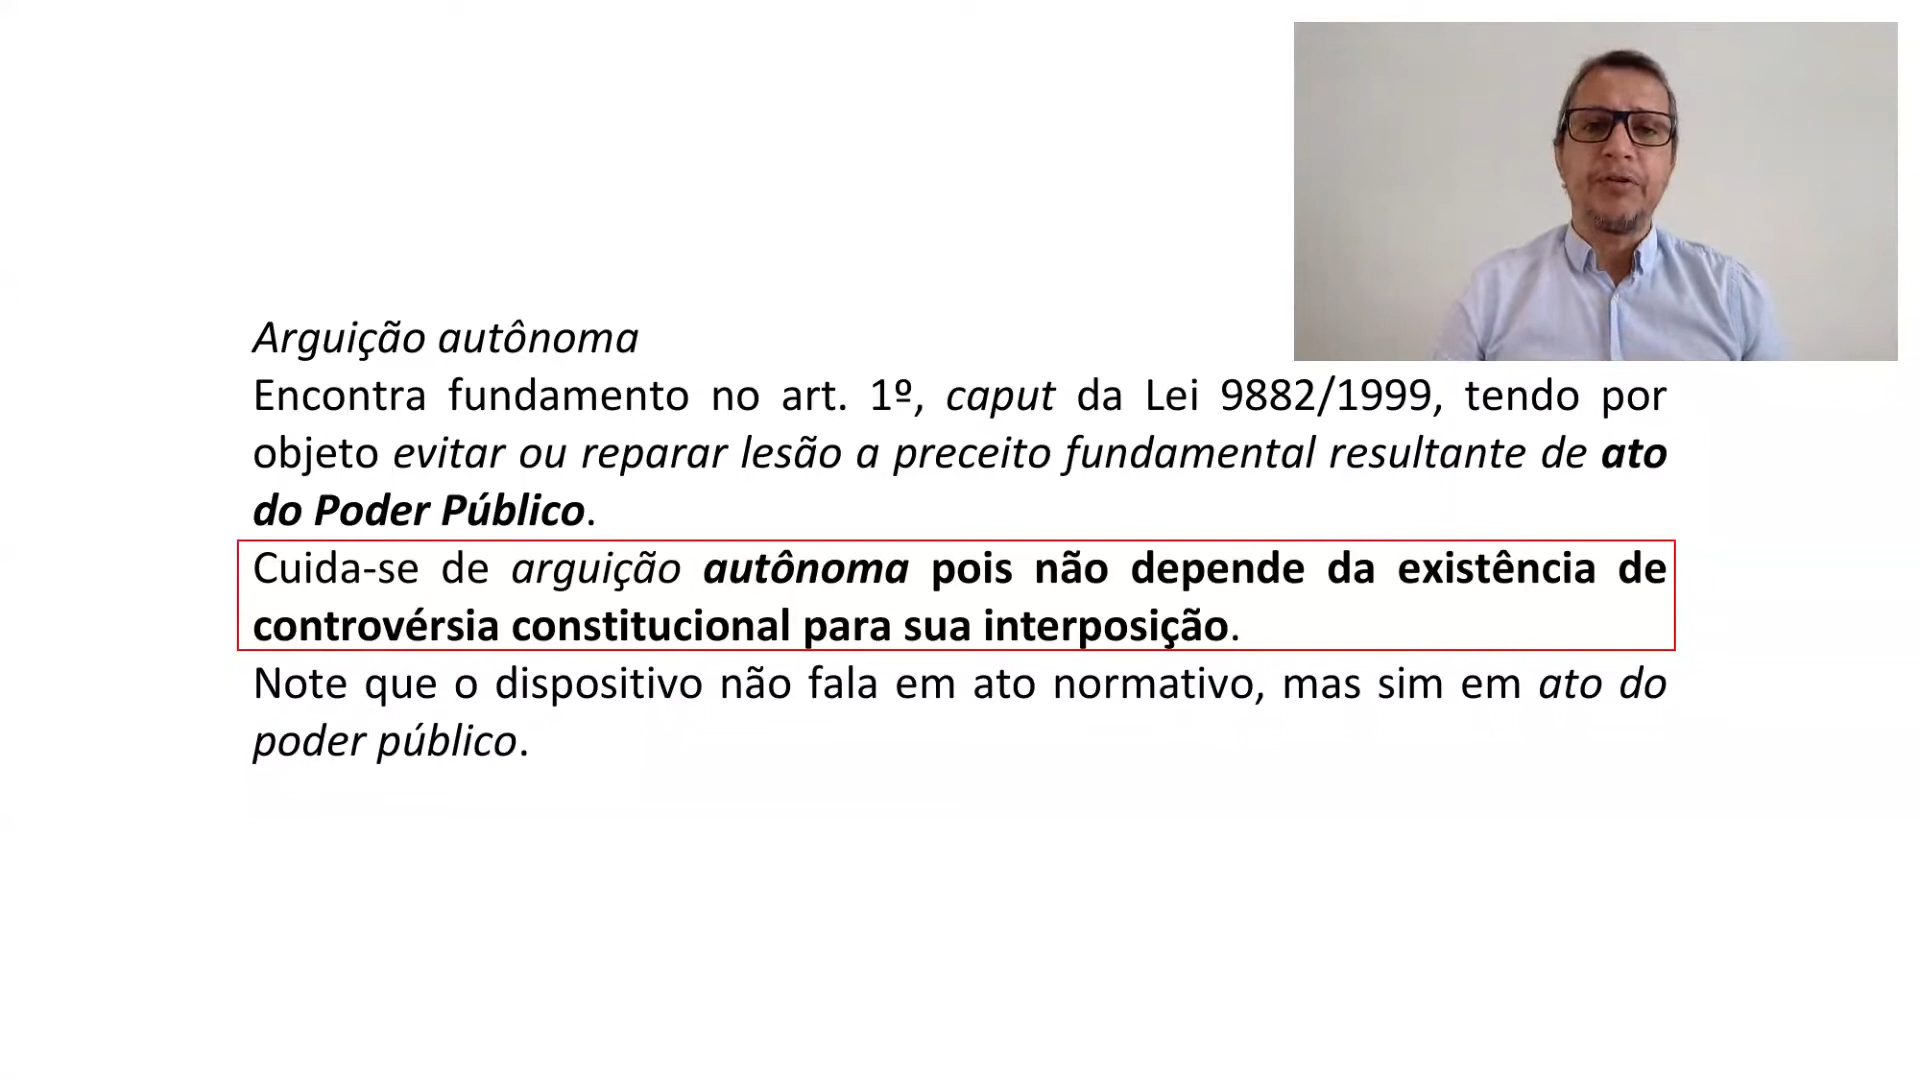 Arguição autônoma
Encontra fundamento no art. 1º, caput da Lei 9882/1999, tendo por
objeto evitar ou reparar lesão a preceito fundamental resultante de ato
do Poder Público.
Cuida-se de arguição autônoma pois não depende da existência de
controvérsia constitucional para sua interposição.
Note que o dispositivo não fala em ato normativo, mas sim em ato do
poder público.